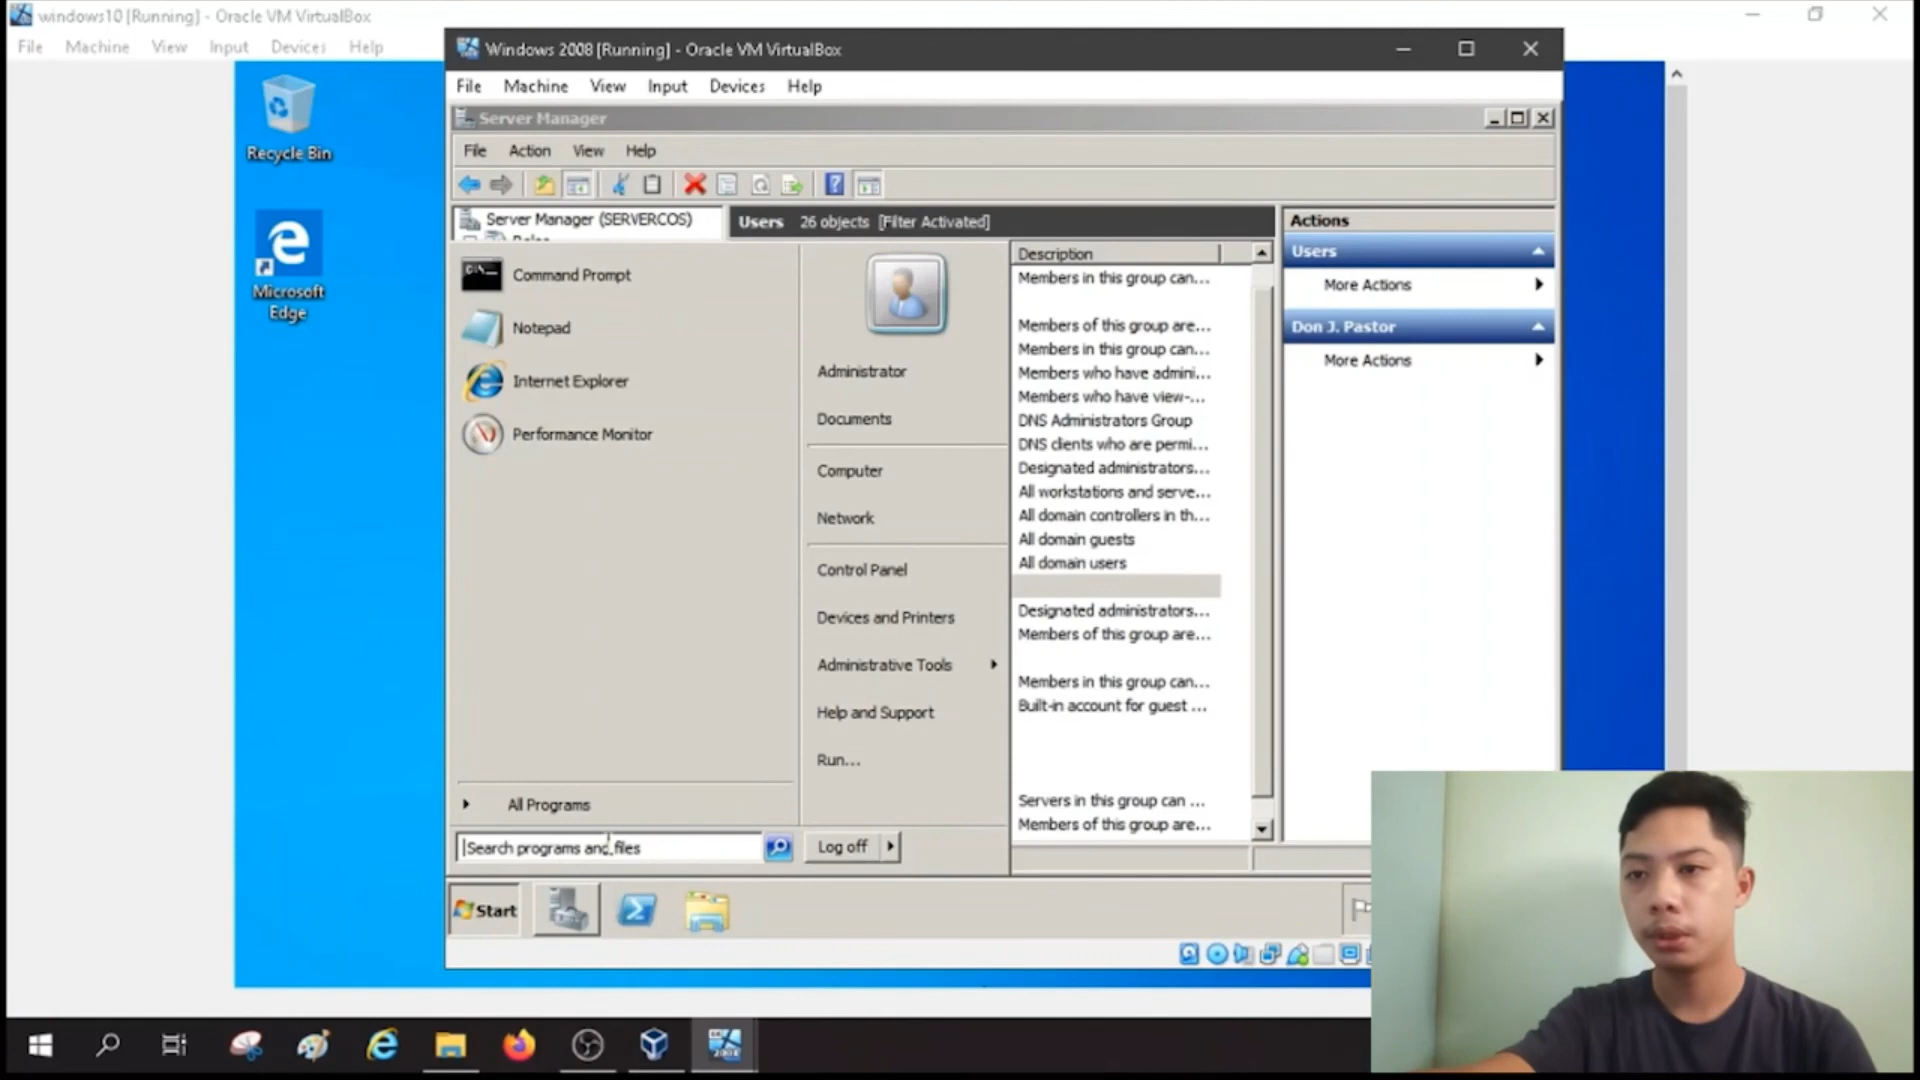 windows10 [Running] - Oracle VM VirtualBox
File Machine View Input Devices Help
Recycle Bin
Microsoft
Edge
Windows 2008 [Running] - Oracle VM VirtualBox
File Machine View Input Devices Help
Server Manager
File Action View Help
Server Manager (SERVERCOS)
Roles
Users 26 objects [Filter Activated]
Command Prompt
Notepad
Internet Explorer
Performance Monitor
All Programs
Search programs and files
Administrator
Documents
Computer
Network
Control Panel
Devices and Printers
Administrative Tools
Help and Support
Run...
Log off
Description
Members in this group can...
Members of this group are...
Members in this group can...
Members who have admini...
Members who have view-...
DNS Administrators Group
DNS clients who are permi...
Designated administrators...
All workstations and serve...
All domain controllers in th...
All domain guests
All domain users
Designated administrators...
Members of this group are...
Members in this group can...
Built-in account for guest ...
Servers in this group can ...
Members of this group are...
Actions
Users
More Actions
Don J. Pastor
More Actions
Start